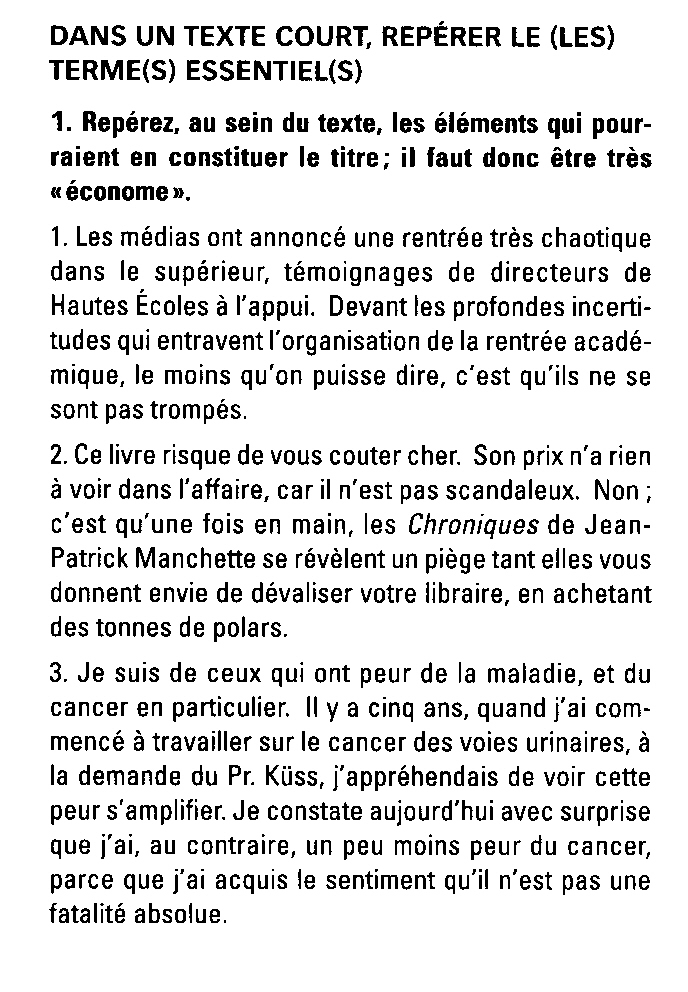 DANS UN TEXTE COURT, REPÉRER LE (LES)
TERME(S) ESSENTIEL(S)
1. Repérez, au sein du texte, les éléments qui pour-
raient en constituer le titre ; il faut donc être très
« économe ».
1. Les médias ont annoncé une rentrée très chaotique
dans le supérieur, témoignages de directeurs de
Hautes Écoles à l'appui. Devant les profondes incerti-
tudes qui entravent l'organisation de la rentrée acadé-
mique, le moins qu'on puisse dire, c'est qu'ils ne se
sont pas trompés.
2. Ce livre risque de vous couter cher. Son prix n'a rien
à voir dans l'affaire, car il n'est pas scandaleux. Non ;
c'est qu'une fois en main, les Chroniques de Jean-
Patrick Manchette se révèlent un piège tant elles vous
donnent envie de dévaliser votre libraire, en achetant
des tonnes de polars.
3. Je suis de ceux qui ont peur de la maladie, et du
cancer en particulier. Il y a cinq ans, quand j'ai com-
mencé à travailler sur le cancer des voies urinaires, à
la demande du Pr. Küss, j'appréhendais de voir cette
peur s'amplifier. Je constate aujourd'hui avec surprise
que j'ai, au contraire, un peu moins peur du cancer,
parce que j'ai acquis le sentiment qu'il n'est pas une
fatalité absolue.